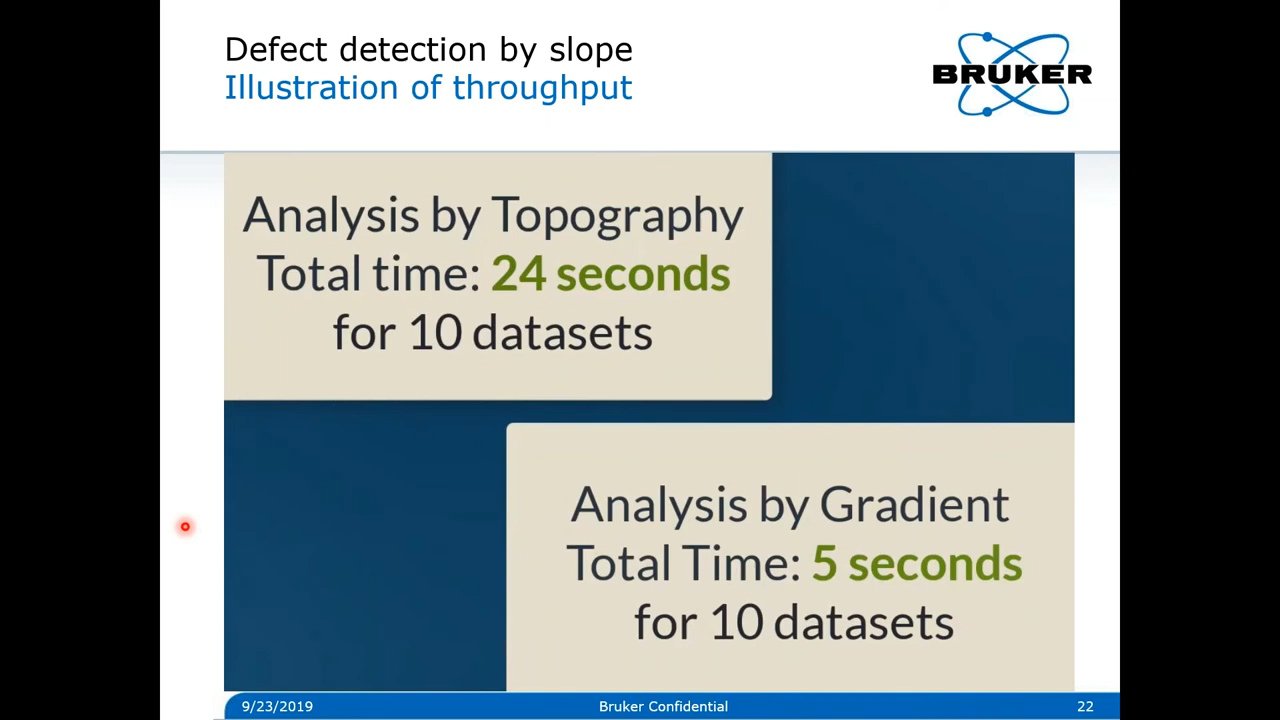 Defect detection by slope
Illustration of throughput
BRUKER
Analysis by Topography
Total time: 24 seconds
for 10 datasets
Analysis by Gradient
Total Time: 5 seconds
for 10 datasets
9/23/2019
Bruker Confidential
22